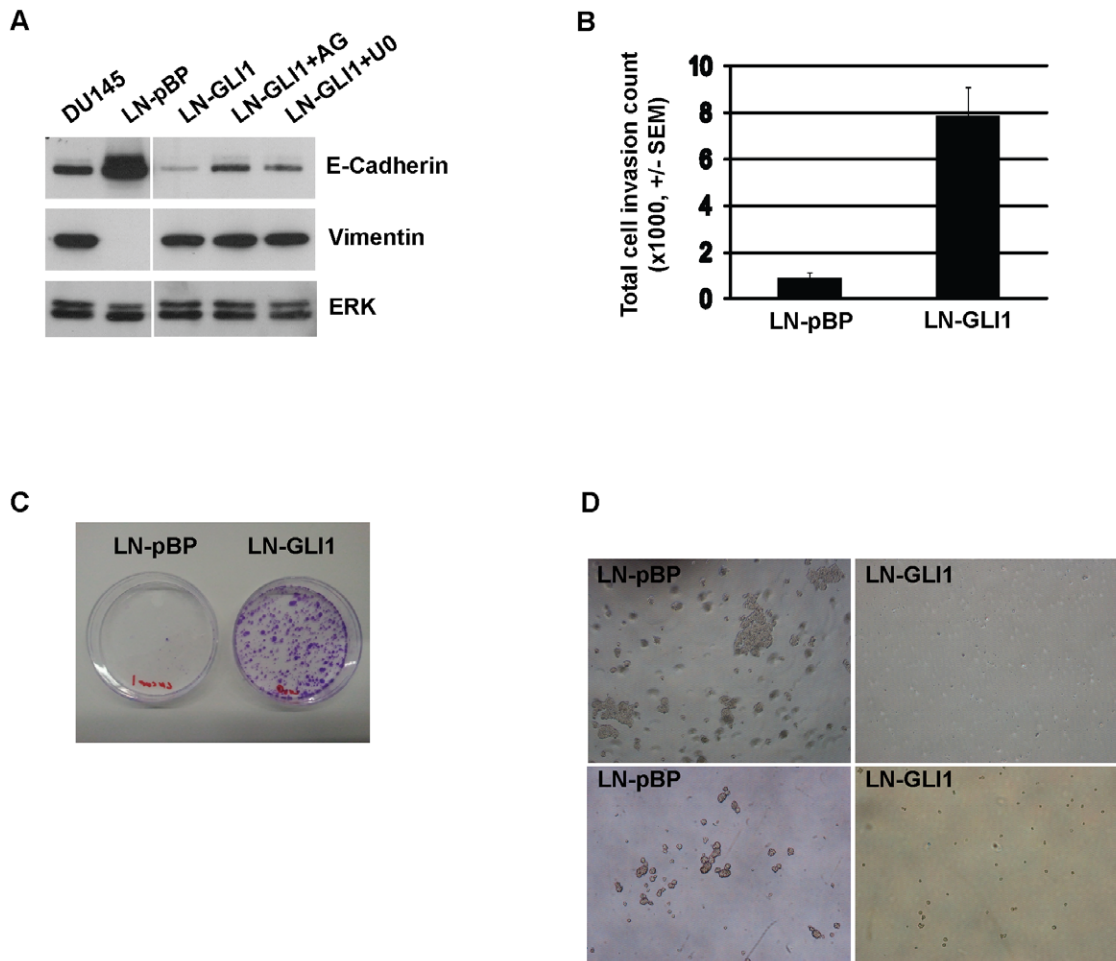 A
DU145
LN-pBP
LN-GLI1
LN-GLI1+AG
LN-GLI1+U0
E-Cadherin
Vimentin
ERK
B
Total cell invasion count
(x1000, +/- SEM)
10
8
6
4
2
0
LN-pBP
LN-GLI1
C
LN-pBP
LN-GLI1
D
LN-pBP
LN-GLI1
LN-pBP
LN-GLI1